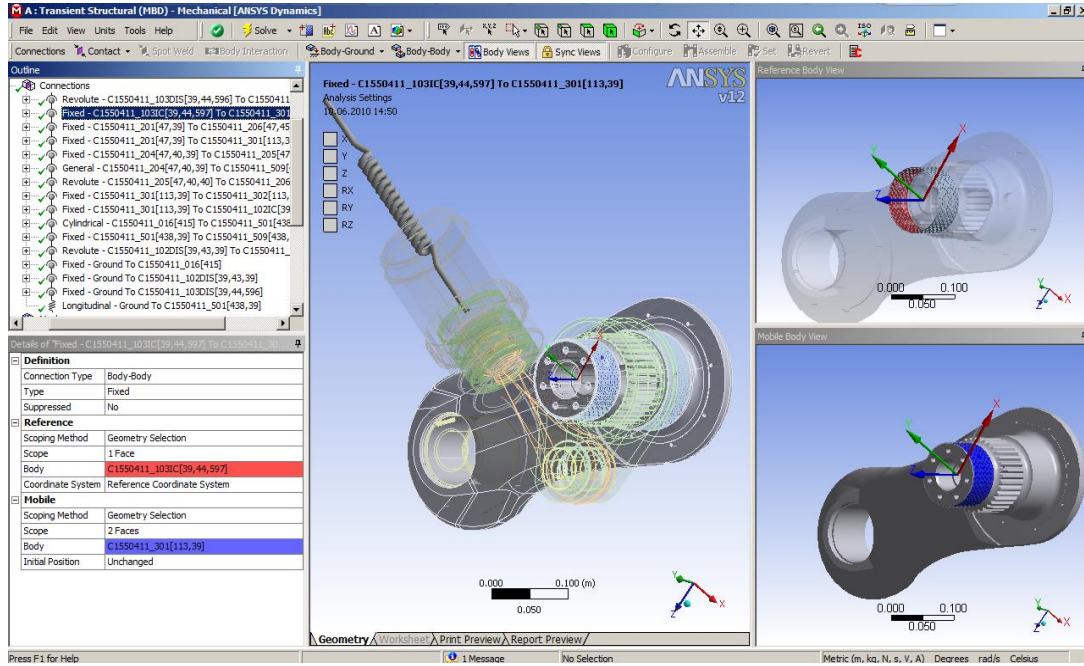 A : Transient Structural (MBD) - Mechanical [ANSYS Dynamics]
File Edit View Units Tools Help Solve
Connections Contact Spot Weld Body Interaction Body-Ground Body-Body Body Views Sync Views Configure Assemble Set Revert
Outline
Connections
Revolute - C1550411_103DIS[39,44,596] To C1550411
Fixed - C1550411_103IC[39,44,597] To C1550411_301
Fixed - C1550411_201[47,39] To C1550411_206[47,45
Fixed - C1550411_201[47,39] To C1550411_301[113,3
Fixed - C1550411_204[47,40,39] To C1550411_205[47
General - C1550411_204[47,40,39] To C1550411_509[
Revolute - C1550411_205[47,40,40] To C1550411_206
Fixed - C1550411_301[113,39] To C1550411_302[113,
Fixed - C1550411_301[113,39] To C1550411_102IC[39
Cylindrical - C1550411_016[415] To C1550411_501[438
Fixed - C1550411_501[438,39] To C1550411_509[438,
Revolute - C1550411_102DIS[39,43,39] To C1550411_
Fixed - Ground To C1550411_016[415]
Fixed - Ground To C1550411_102DIS[39,43,39]
Fixed - Ground To C1550411_103DIS[39,44,596]
Longitudinal - Ground To C1550411_501[438,39]
Details of "Fixed - C1550411_103IC[39,44,597] To C1550411_30
Definition
Connection Type Body-Body
Type Fixed
Suppressed No
Reference
Scoping Method Geometry Selection
Scope 1 Face
Body C1550411_103IC[39,44,597]
Coordinate System Reference Coordinate System
Mobile
Scoping Method Geometry Selection
Scope 2 Faces
Body C1550411_301[113,39]
Initial Position Unchanged
Fixed - C1550411_103IC[39,44,597] To C1550411_301[113,39]
Analysis Settings
10.06.2010 14:50
X
Y
Z
RX
RY
RZ
ANSYS
v12
X
Z
0.000 0.100 (m)
0.050
Y
X
Z
Geometry Worksheet Print Preview Report Preview
Reference Body View
X
Y
Z
0.000 0.100
0.050
Y
X
Z
Mobile Body View
X
Y
Z
0.000 0.100
0.050
Y
X
Z
Press F1 for Help 1 Message No Selection Metric (m, kg, N, s, V, A) Degrees rad/s Celsius